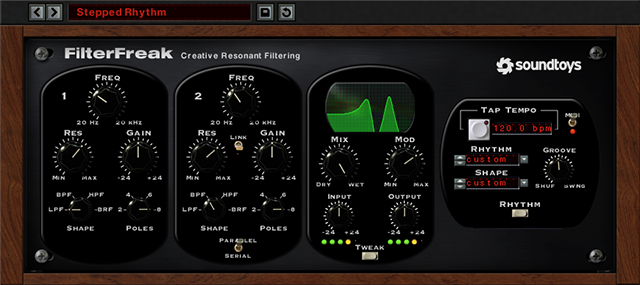 Stepped Rhythm
FilterFreak Creative Resonant Filtering
soundtoys
1
Freq
20 Hz 20 kHz
Res Gain
Min Max -24 +24
BPF HPF
LPF BRF
Shape
4 6
2 8
Poles
2
Freq
20 Hz 20 kHz
Res Link Gain
Min Max -24 +24
BPF HPF
LPF BRF
Shape
4 6
2 8
Poles
Parallel
Serial
Mix Mod
Dry Wet Min Max
Input Output
-24 +24 -24 +24
Tweak
Tap Tempo
MIDI
120.0 bpm
Rhythm
custom
Shape
custom
Groove
Shuf Swng
Rhythm